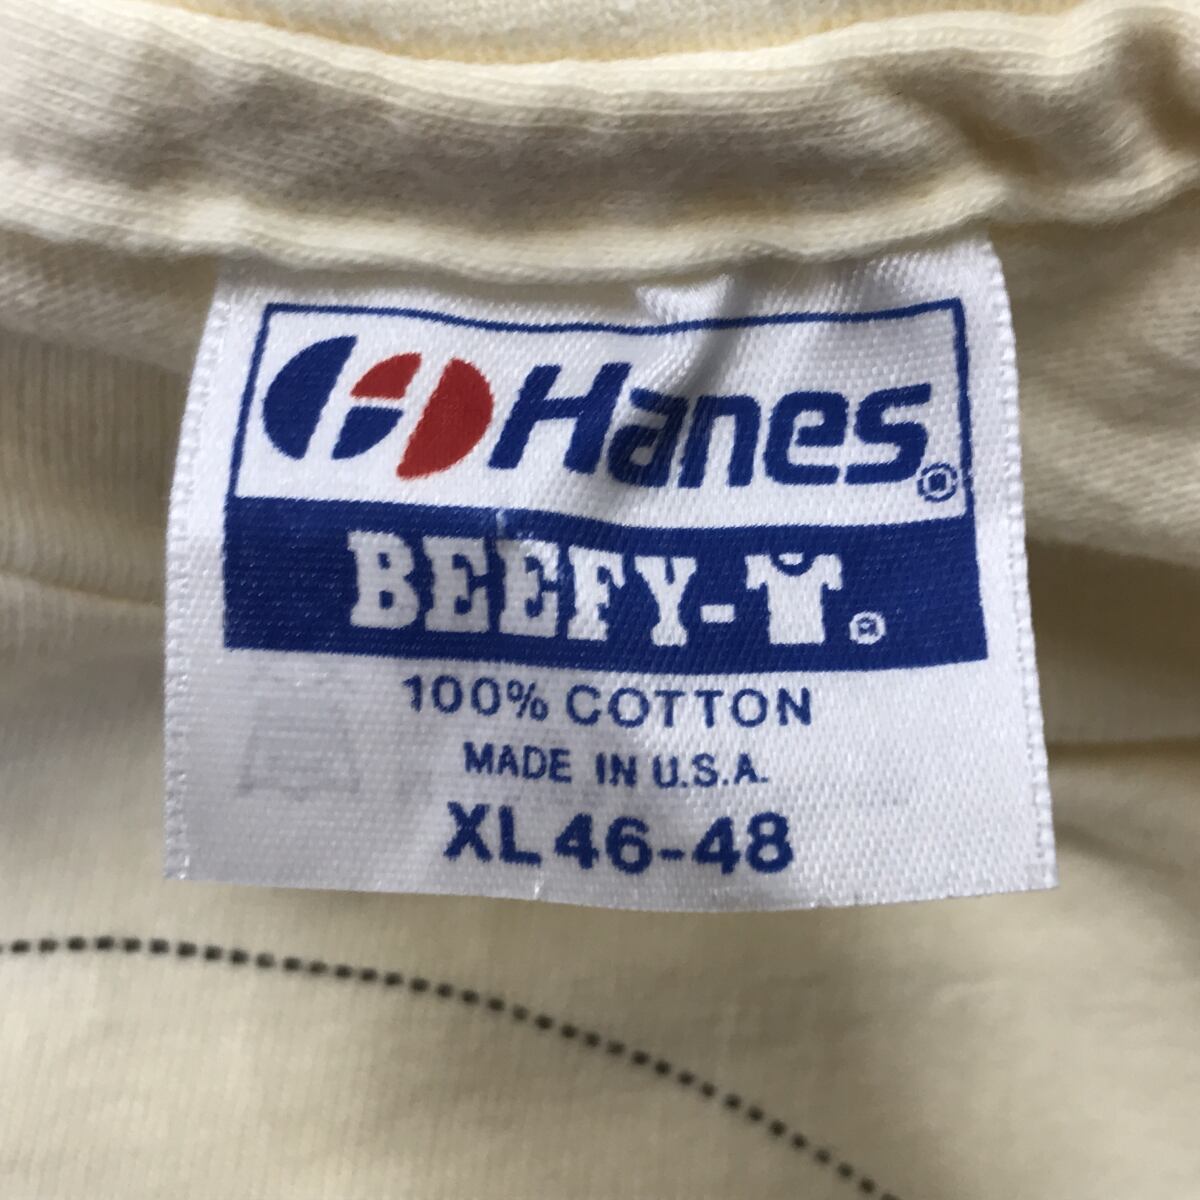 Hanes®
BEEFY-T®
100% COTTON
MADE IN U.S.A.
XL 46-48